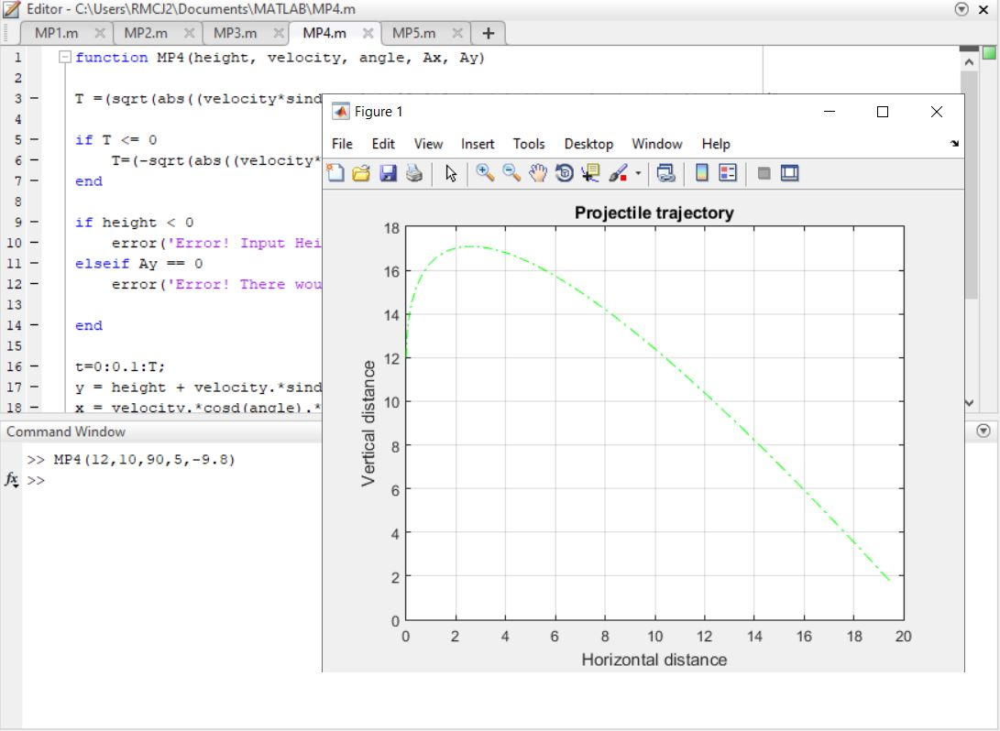 Editor - C:\Users\RMCJ2\Documents\MATLAB\MP4.m
MP1.m MP2.m MP3.m MP4.m MP5.m +
1 function MP4(height, velocity, angle, Ax, Ay)
2
3 - T =(sqrt(abs((velocity*sind
4
5 - if T <= 0
6 - T=(-sqrt(abs((velocity*
7 - end
8
9 - if height < 0
10 - error('Error! Input Hei
11 - elseif Ay == 0
12 - error('Error! There wou
13
14 - end
15
16 - t=0:0.1:T;
17 - y = height + velocity.*sind
18 - x = velocity.*cosd(angle).*
Command Window
>> MP4(12,10,90,5,-9.8)
fx >>
Figure 1
File Edit View Insert Tools Desktop Window Help
Projectile trajectory
18
16
14
12
10
8
6
4
2
0
Vertical distance
0 2 4 6 8 10 12 14 16 18 20
Horizontal distance